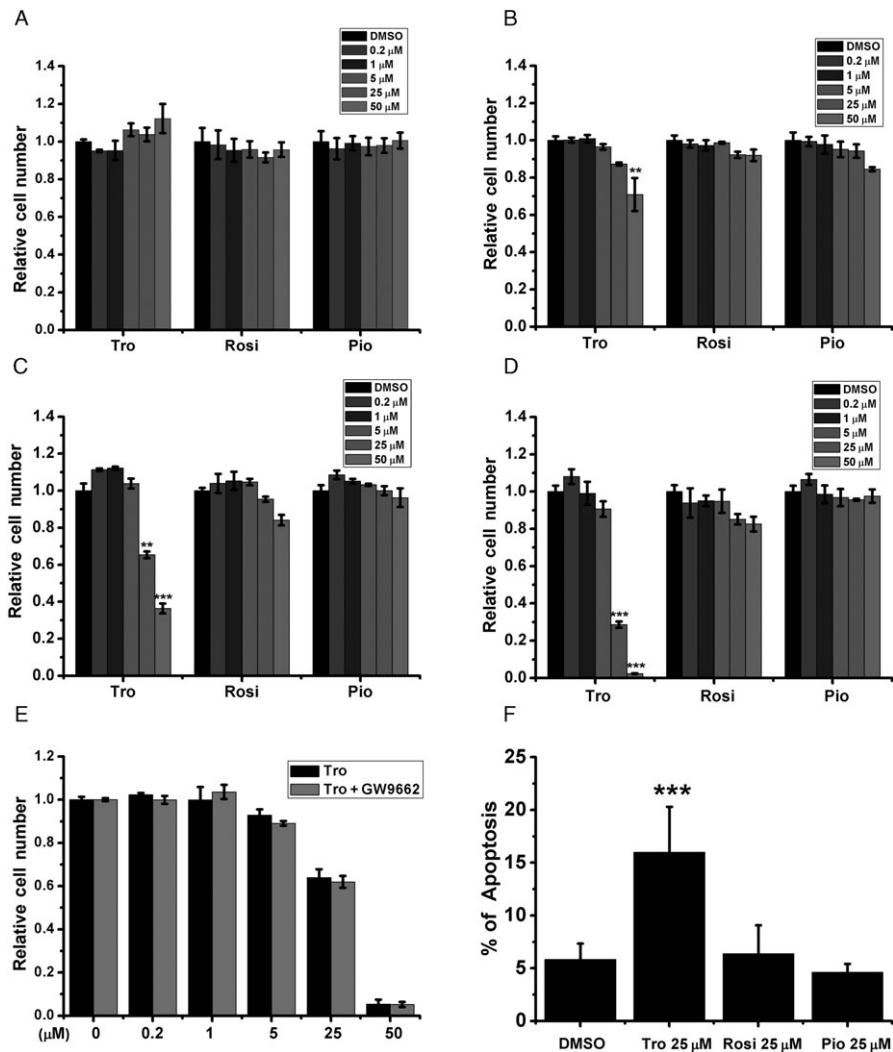 A
DMSO
0.2 μM
1 μM
5 μM
25 μM
50 μM
Relative cell number
1.4
1.2
1.0
0.8
0.6
0.4
0.2
0.0
Tro Rosi Pio
B
DMSO
0.2 μM
1 μM
5 μM
25 μM
50 μM
Relative cell number
1.4
1.2
1.0
0.8
0.6
0.4
0.2
0.0
**
Tro Rosi Pio
C
DMSO
0.2 μM
1 μM
5 μM
25 μM
50 μM
Relative cell number
1.4
1.2
1.0
0.8
0.6
0.4
0.2
0.0
**
***
Tro Rosi Pio
D
DMSO
0.2 μM
1 μM
5 μM
25 μM
50 μM
Relative cell number
1.4
1.2
1.0
0.8
0.6
0.4
0.2
0.0
***
***
Tro Rosi Pio
E
Tro
Tro + GW9662
Relative cell number
1.2
1.0
0.8
0.6
0.4
0.2
0.0
(μM) 0 0.2 1 5 25 50
F
% of Apoptosis
25
20
15
10
5
0
***
DMSO Tro 25 μM Rosi 25 μM Pio 25 μM